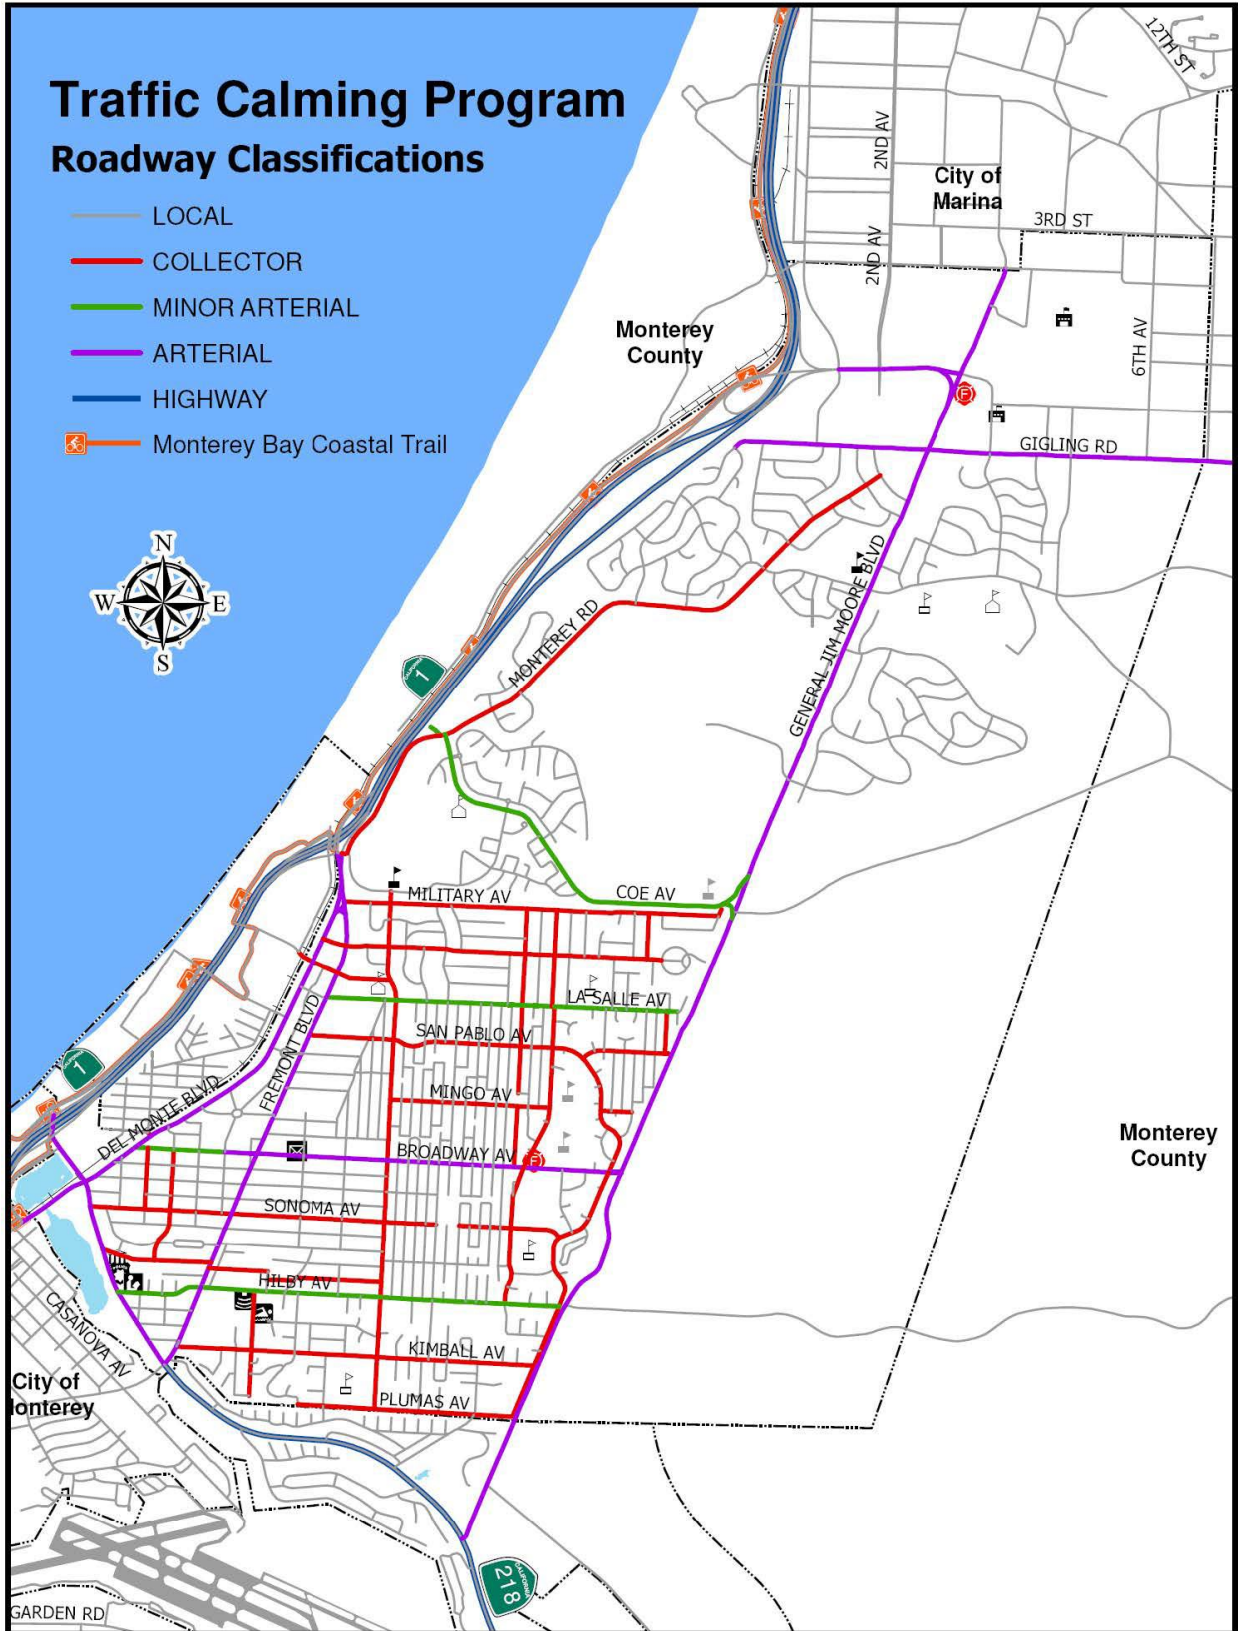 Traffic Calming Program
Roadway Classifications
LOCAL
COLLECTOR
MINOR ARTERIAL
ARTERIAL
HIGHWAY
Monterey Bay Coastal Trail
N
W
E
S
12TH ST
2ND AV
City of
Marina
3RD ST
2ND AV
Monterey
County
6TH AV
F
GIGLING RD
GENERAL JIM MOORE BLVD
MONTEREY RD
CALIFORNIA
1
MILITARY AV
COE AV
LA SALLE AV
FREMONT BLVD
SAN PABLO AV
CALIFORNIA
1
DEL MONTE BLVD
MINGO AV
BROADWAY AV
F
Monterey
County
SONOMA AV
HILBY AV
CASANOVA AV
KIMBALL AV
City of
onterey
PLUMAS AV
CALIFORNIA
218
GARDEN RD